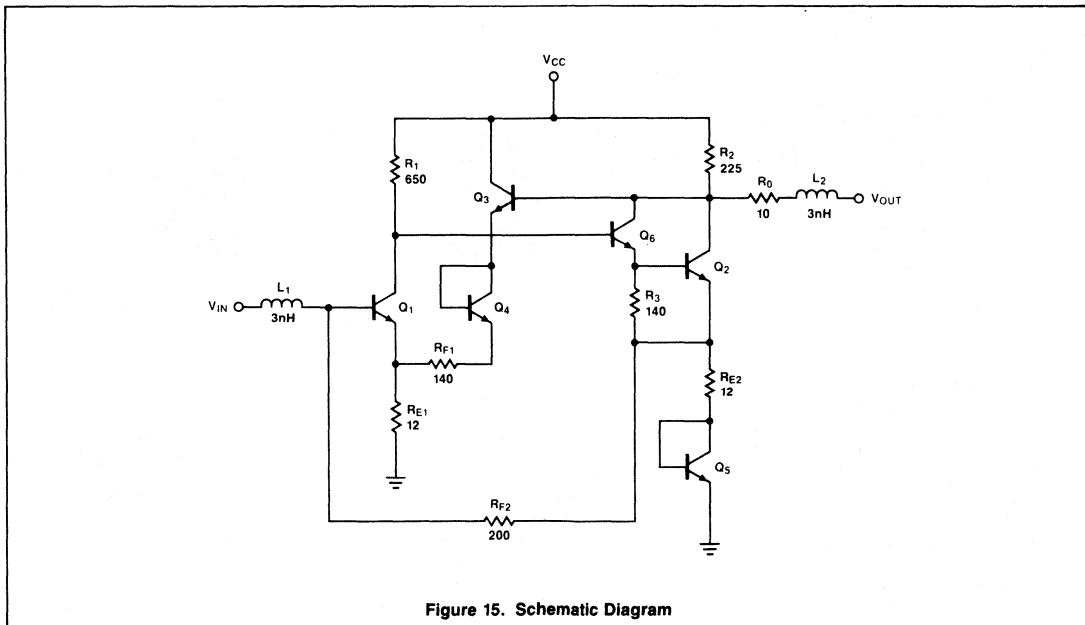 VCC
R1
650
R2
225
R0
10
L2
3nH
VOUT
Q3
Q6
Q2
L1
3nH
VIN
Q1
Q4
R3
140
RF1
140
RE1
12
RE2
12
Q5
RF2
200
Figure 15. Schematic Diagram